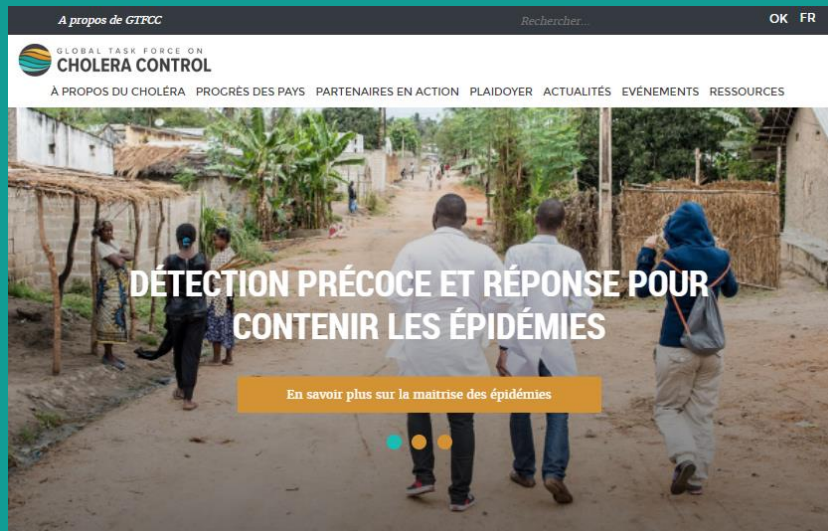 A propos de GTFCC
Rechercher...
OK FR
GLOBAL TASK FORCE ON
CHOLERA CONTROL
À PROPOS DU CHOLÉRA PROGRÈS DES PAYS PARTENAIRES EN ACTION PLAIDOYER ACTUALITÉS EVÉNEMENTS RESSOURCES
DÉTECTION PRÉCOCE ET RÉPONSE POUR
CONTENIR LES ÉPIDÉMIES
En savoir plus sur la maitrise des épidémies